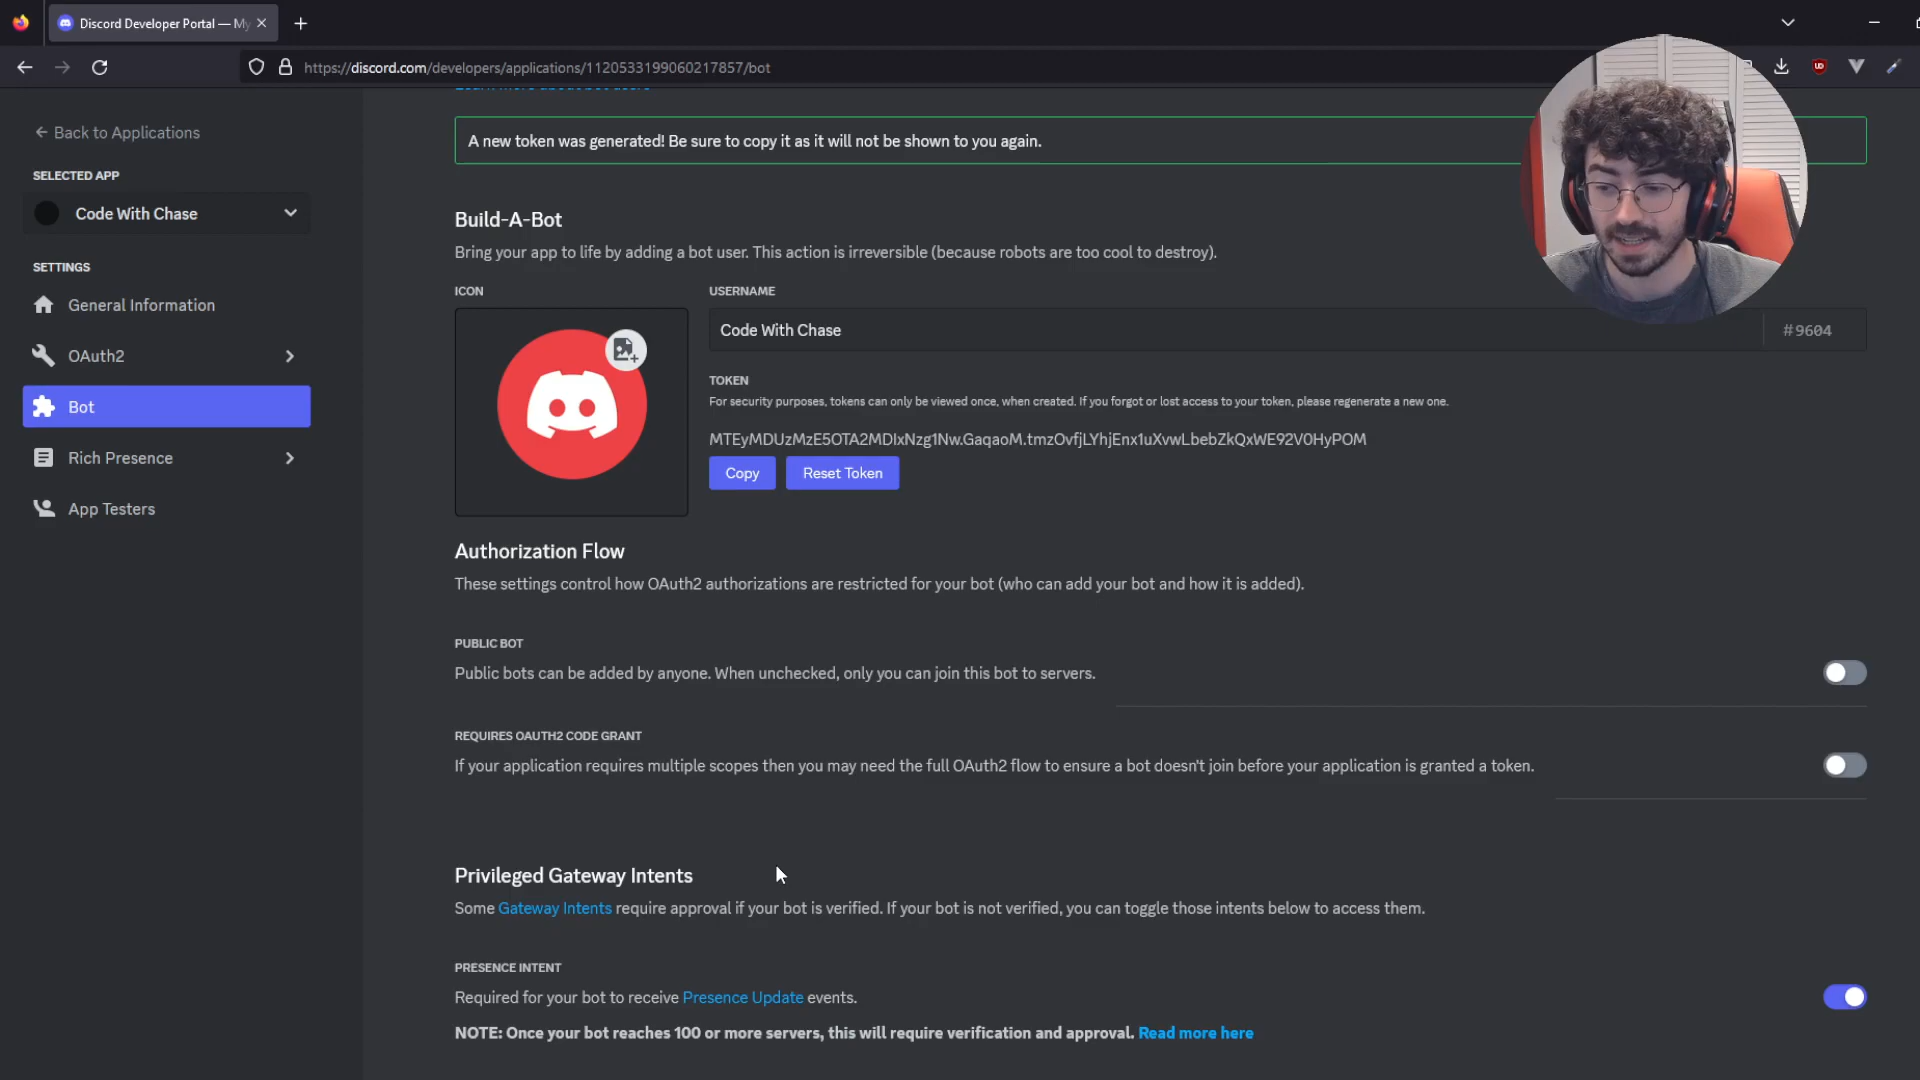 Discord Developer Portal — My
https://discord.com/developers/applications/1120533199060217857/bot
Back to Applications
SELECTED APP
Code With Chase
SETTINGS
General Information
OAuth2
Bot
Rich Presence
App Testers
Learn more about bot users
A new token was generated! Be sure to copy it as it will not be shown to you again.
Build-A-Bot
Bring your app to life by adding a bot user. This action is irreversible (because robots are too cool to destroy).
ICON
USERNAME
Code With Chase
#9604
TOKEN
For security purposes, tokens can only be viewed once, when created. If you forgot or lost access to your token, please regenerate a new one.
MTEyMDUzMzE5OTA2MDIxNzg1Nw.GaqaoM.tmzOvfjLYhjEnx1uXvwLbebZkQxWE92V0HyPOM
Copy
Reset Token
Authorization Flow
These settings control how OAuth2 authorizations are restricted for your bot (who can add your bot and how it is added).
PUBLIC BOT
Public bots can be added by anyone. When unchecked, only you can join this bot to servers.
REQUIRES OAUTH2 CODE GRANT
If your application requires multiple scopes then you may need the full OAuth2 flow to ensure a bot doesn't join before your application is granted a token.
Privileged Gateway Intents
Some Gateway Intents require approval if your bot is verified. If your bot is not verified, you can toggle those intents below to access them.
PRESENCE INTENT
Required for your bot to receive Presence Update events.
NOTE: Once your bot reaches 100 or more servers, this will require verification and approval. Read more here